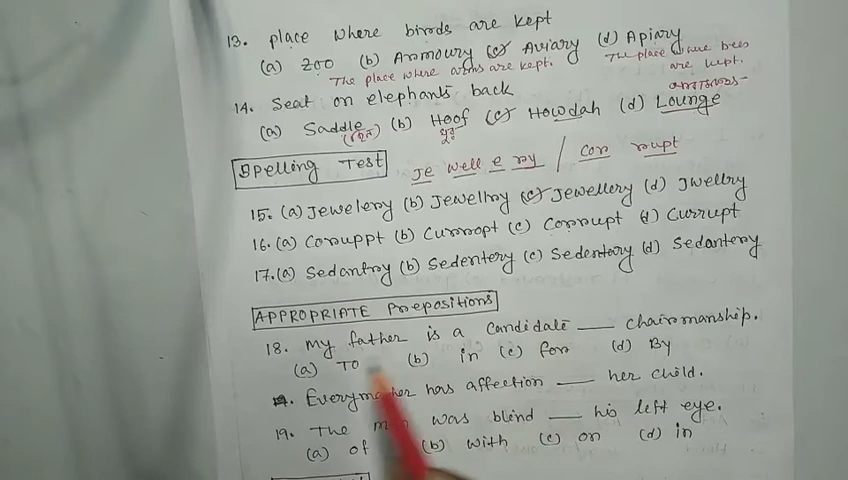 13. Place where birds are kept
(a) Zoo (b) Armoury (c) Aviary (d) Apiary
The place where arms are kept. The place where bees are kept.
14. Seat on elephant's back
(a) Saddle (b) Hoof (c) Howdah (d) Lounge
Spelling Test Je well e ry / Cor rupt
15. (a) Jewelery (b) Jewellry (c) Jewellery (d) Jwellry
16. (a) Coruppt (b) Curropt (c) Corrupt (d) Currupt
17. (a) Sedantry (b) Sedentery (c) Sedentary (d) Sedantery
APPROPRIATE Prepositions
18. My father is a candidate ___ chairmanship.
(a) To (b) in (c) for (d) By
Every has affection ___ her child.
19. The was blind ___ his left eye.
(a) of (b) with (c) on (d) in